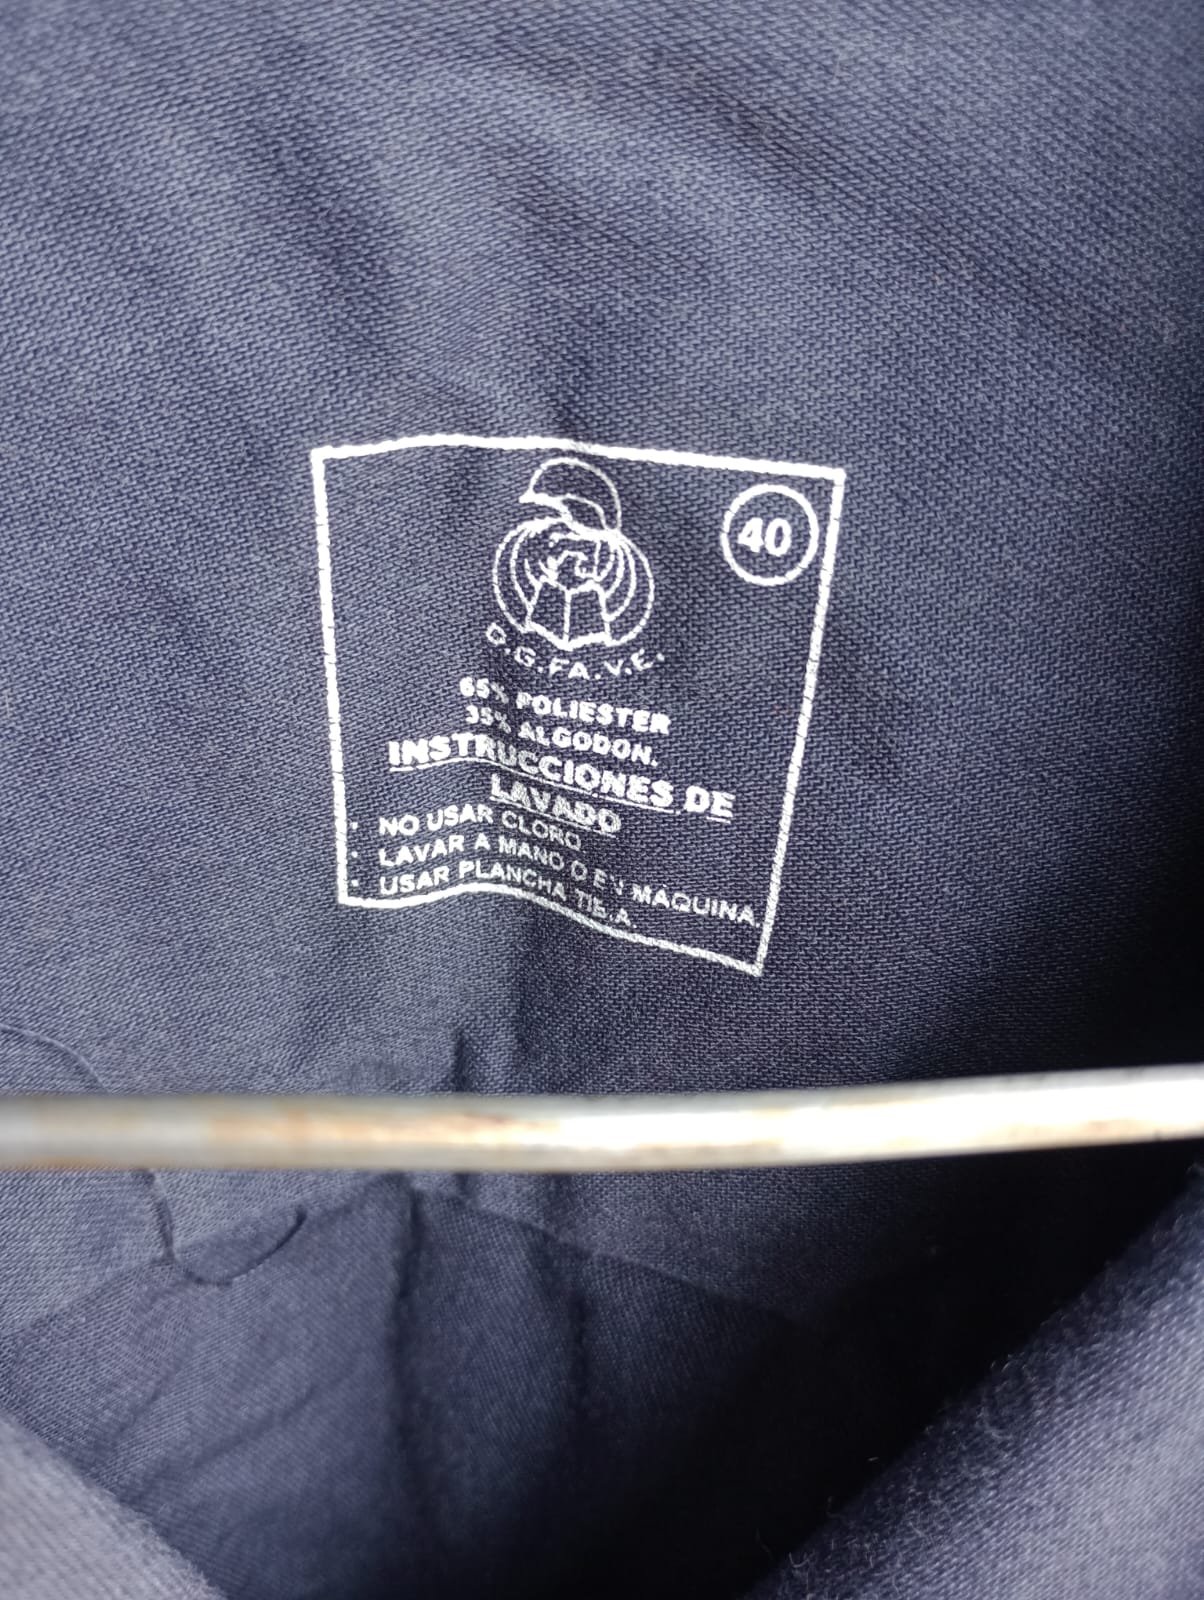 40
D.G.FA.V.E.
65% POLIESTER
35% ALGODON.
INSTRUCCIONES DE
LAVADO
· NO USAR CLORO
· LAVAR A MANO O EN MAQUINA.
· USAR PLANCHA